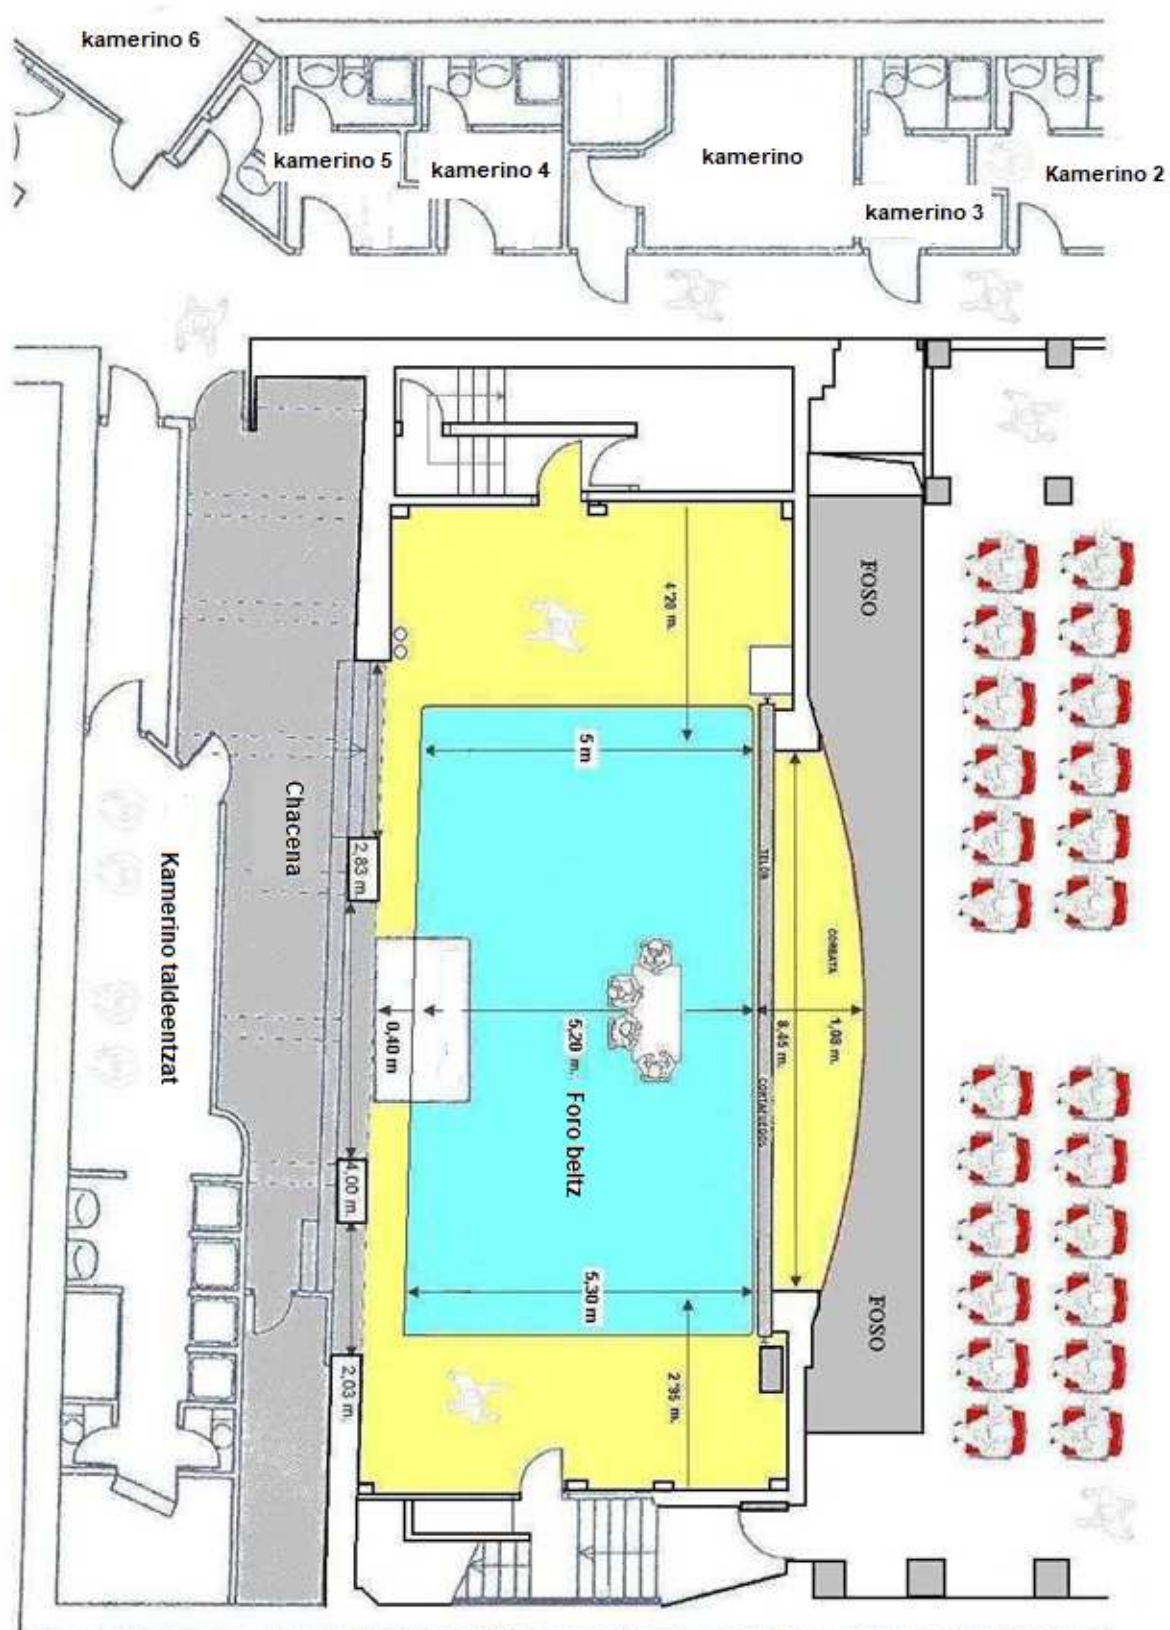 kamerino 6
kamerino 5
kamerino 4
kamerino
kamerino 3
Kamerino 2
FOSO
4'20 m.
5 m
Chacena
2,83 m.
TELÓN
Kamerino taldeentzat
CORBATA
0,40 m
5,20 m.
8,45 m.
1,08 m.
Foro beltz
CORTAFUEGOS
4,00 m.
5,30 m
FOSO
2,03 m.
2'95 m.